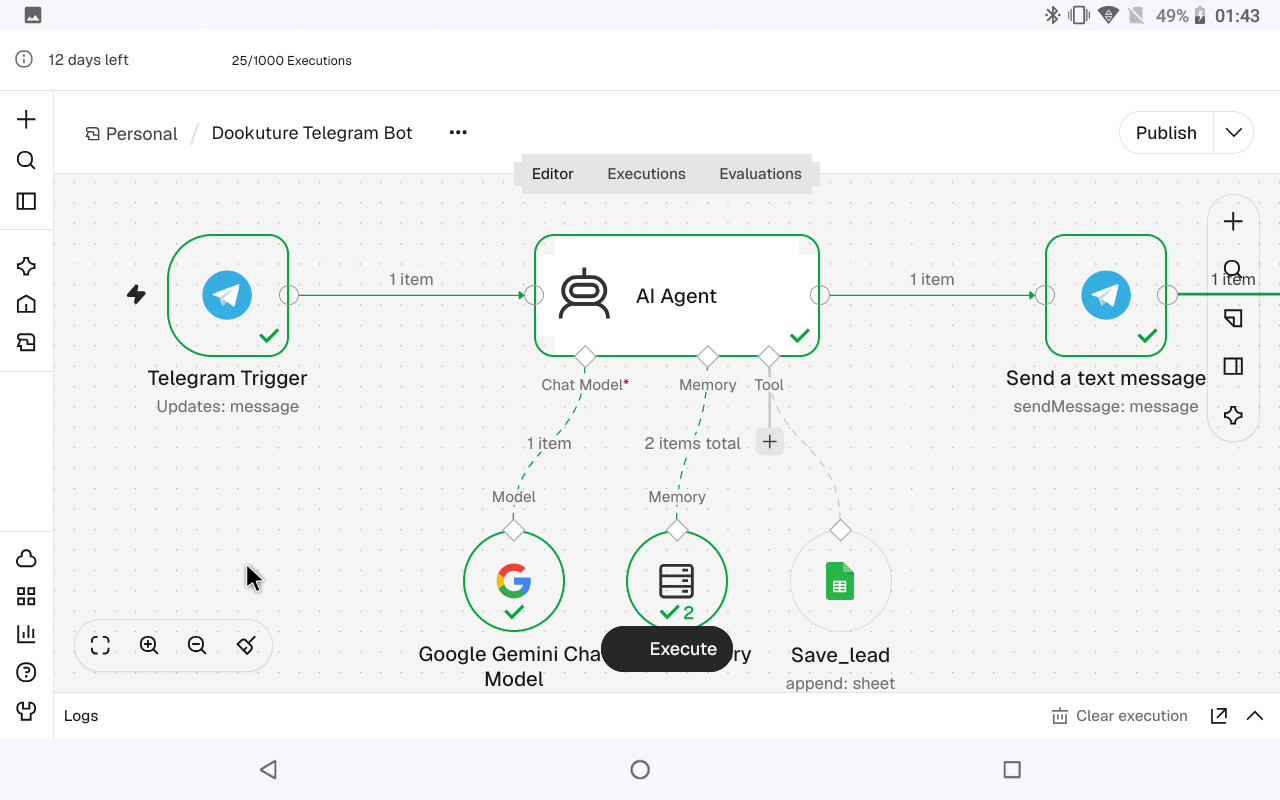 49% 01:43
12 days left 25/1000 Executions
Personal / Dookuture Telegram Bot ••• Publish
Editor Executions Evaluations
1 item 1 item 1 item
AI Agent
Telegram Trigger
Updates: message
Chat Model* Memory Tool
Send a text message
sendMessage: message
1 item 2 items total
Model Memory
2
Google Gemini Cha
Model
Execute
ry
Save_lead
append: sheet
Logs Clear execution